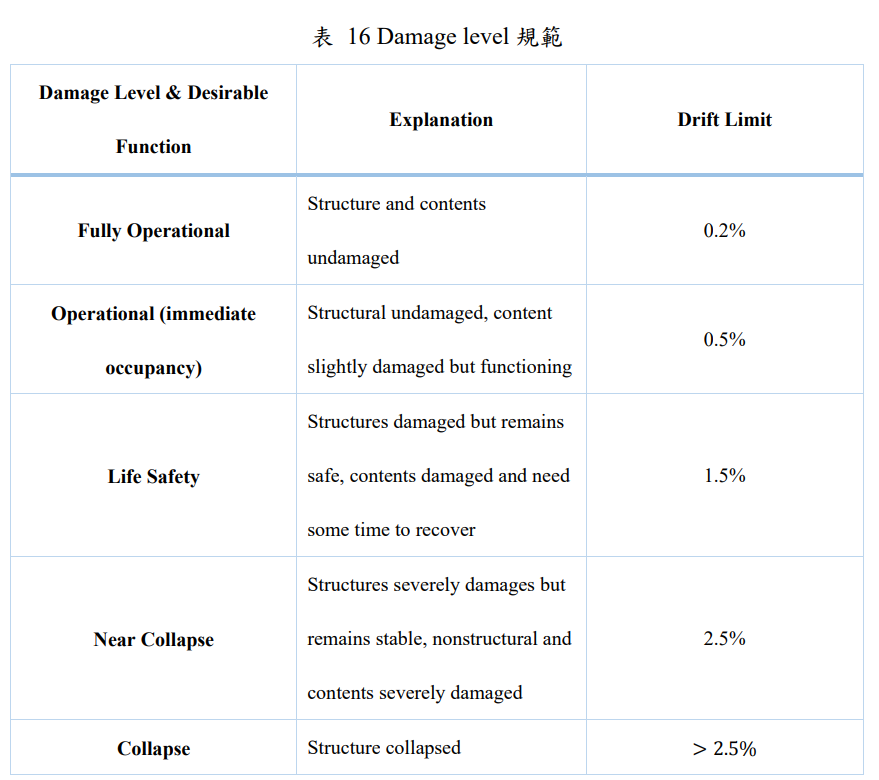 表 16 Damage level 規範
Damage Level & Desirable
Function
Explanation
Drift Limit
Fully Operational
Structure and contents
undamaged
0.2%
Operational (immediate
occupancy)
Structural undamaged, content
slightly damaged but functioning
0.5%
Life Safety
Structures damaged but remains
safe, contents damaged and need
some time to recover
1.5%
Near Collapse
Structures severely damages but
remains stable, nonstructural and
contents severely damaged
2.5%
Collapse
Structure collapsed
> 2.5%